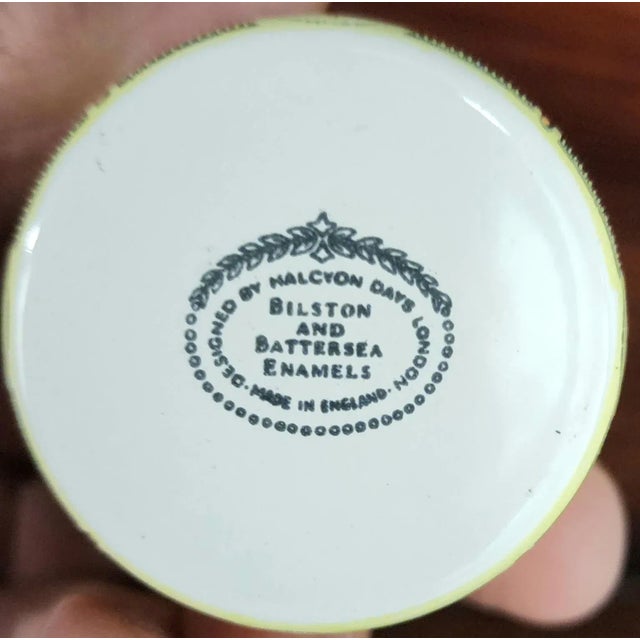 DESIGNED BY HALCYON DAYS LONDON
BILSTON
AND
BATTERSEA
ENAMELS
· MADE IN ENGLAND ·